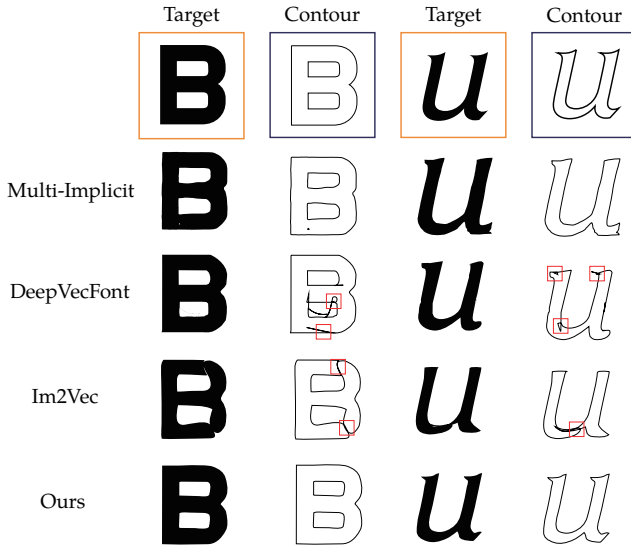 Target Contour Target Contour
B B u u
Multi-Implicit B B u u
DeepVecFont B B u u
Im2Vec B B u u
Ours B B u u